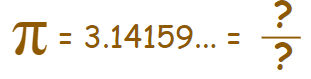 π = 3.14159... = ?/?